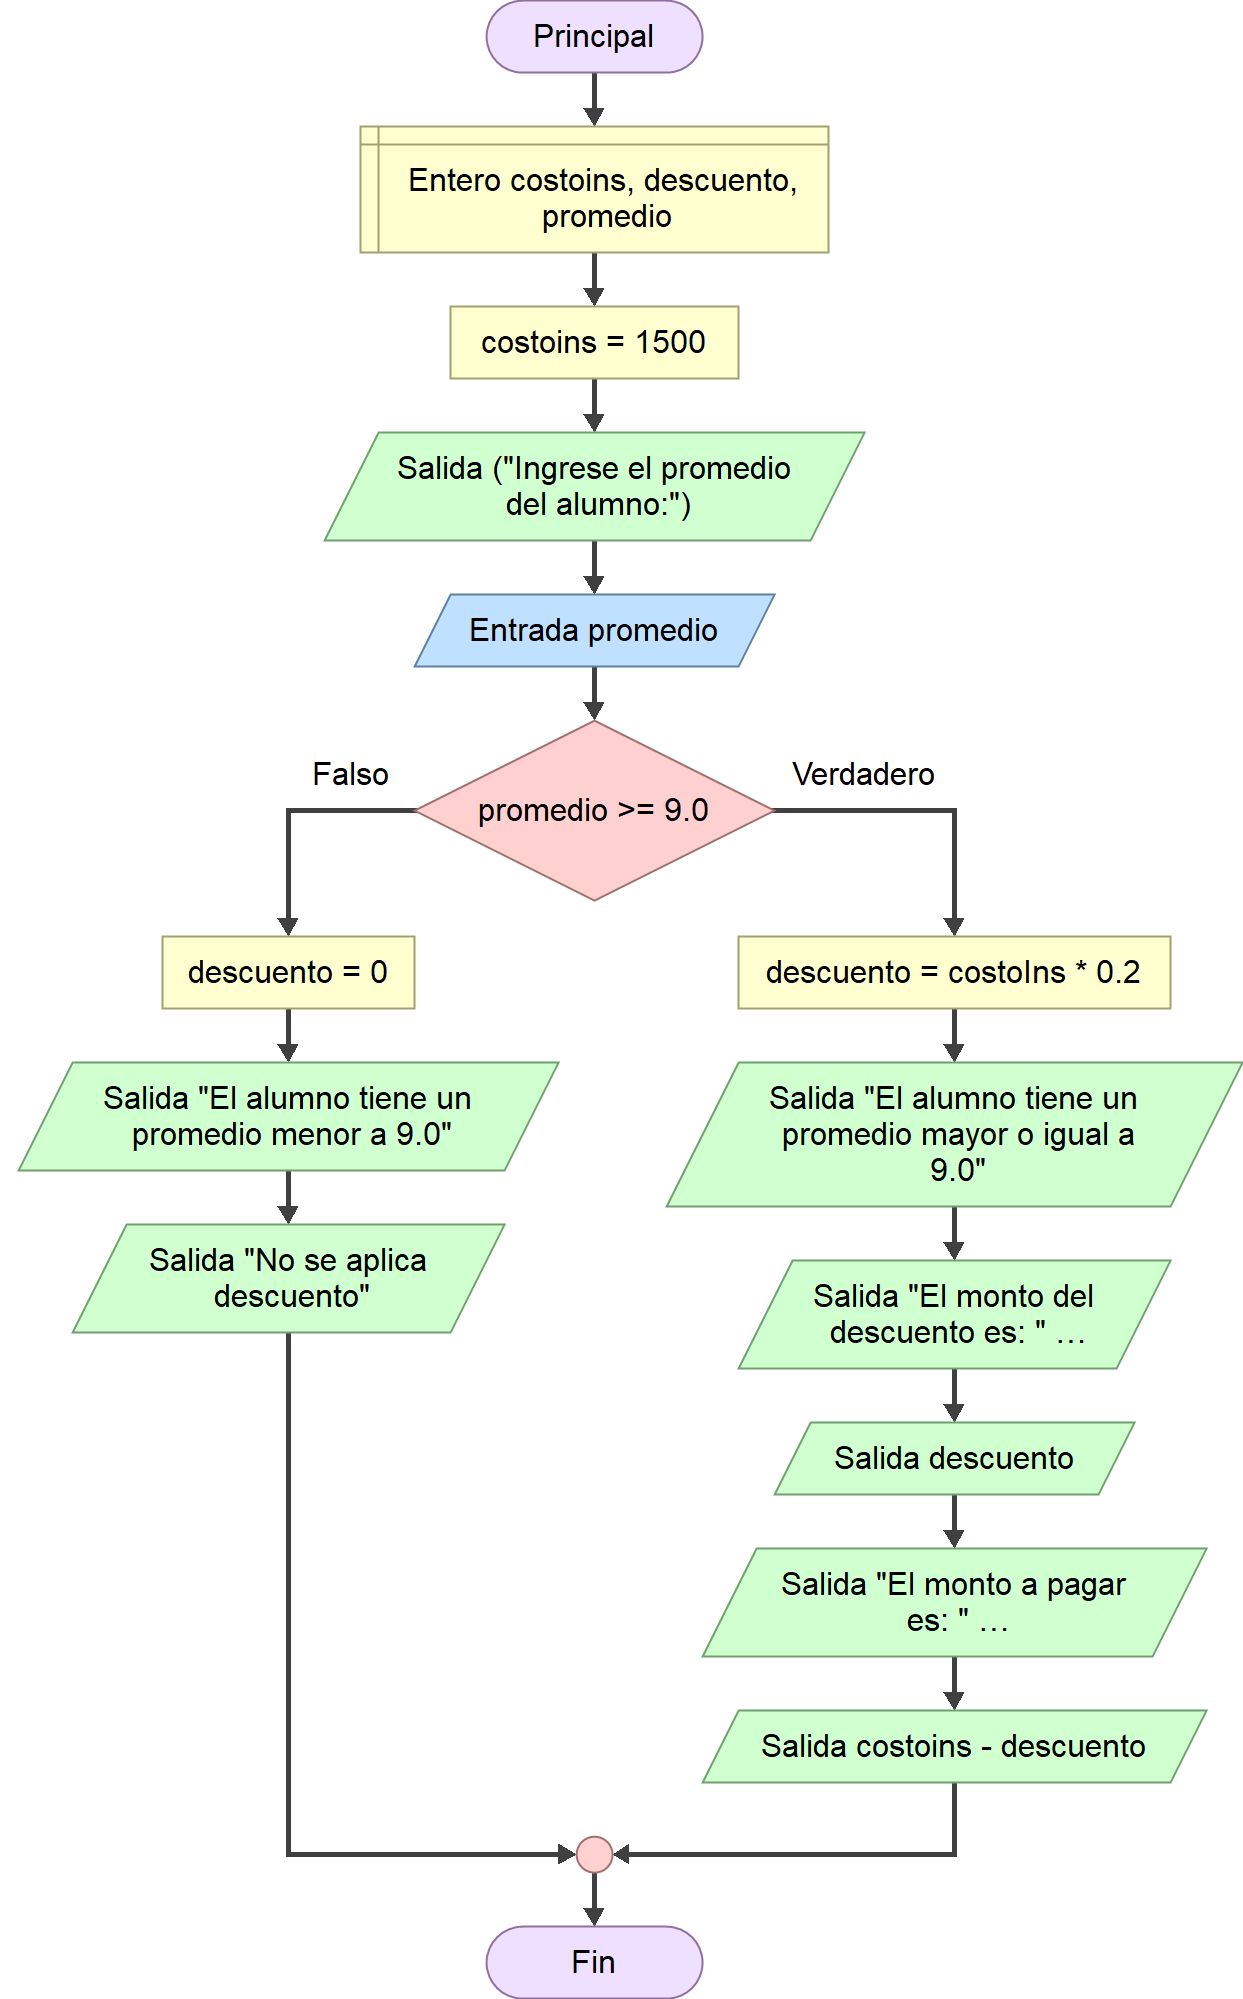 Principal
Entero costoins, descuento,
promedio
costoins = 1500
Salida ("Ingrese el promedio
del alumno:")
Entrada promedio
Falso
Verdadero
promedio >= 9.0
descuento = 0
Salida "El alumno tiene un
promedio menor a 9.0"
Salida "No se aplica
descuento"
descuento = costoIns * 0.2
Salida "El alumno tiene un
promedio mayor o igual a
9.0"
Salida "El monto del
descuento es: " …
Salida descuento
Salida "El monto a pagar
es: " …
Salida costoins - descuento
Fin